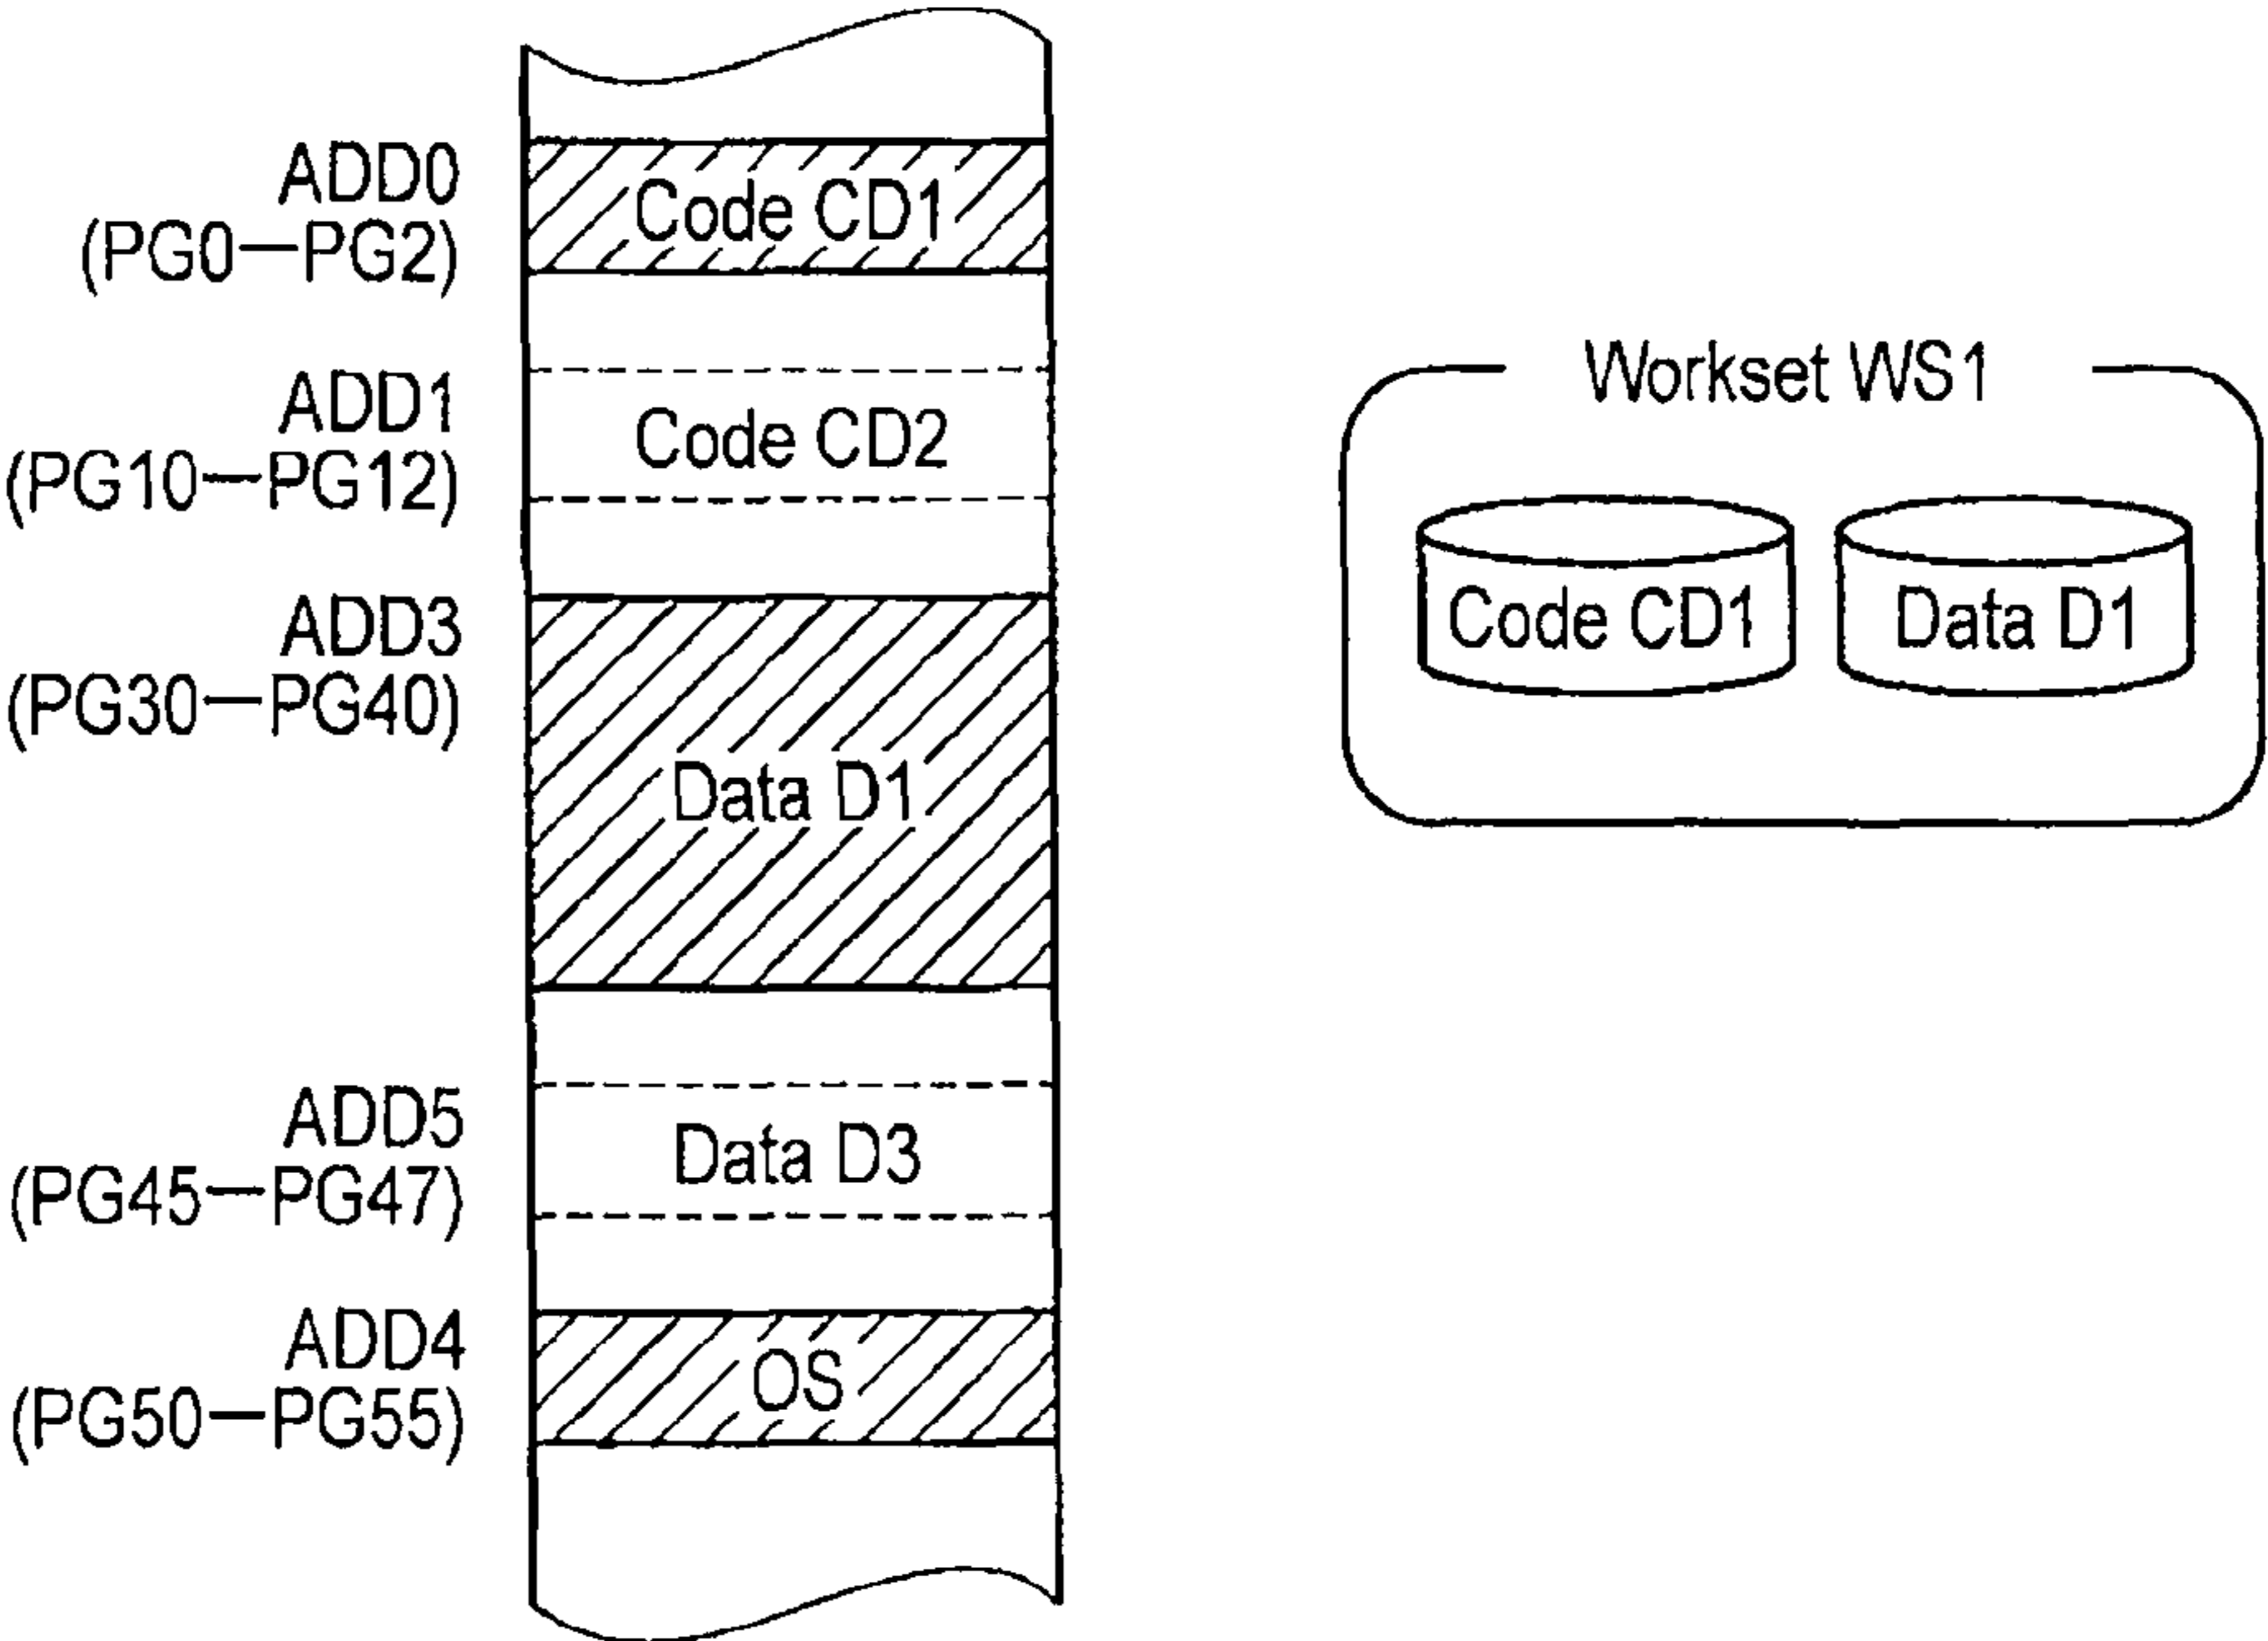 ADD0
(PG0—PG2)
Code CD1
ADD1
(PG10—PG12)
Code CD2
ADD3
(PG30—PG40)
Data D1
ADD5
(PG45—PG47)
Data D3
ADD4
(PG50—PG55)
OS
Workset WS1
Code CD1
Data D1